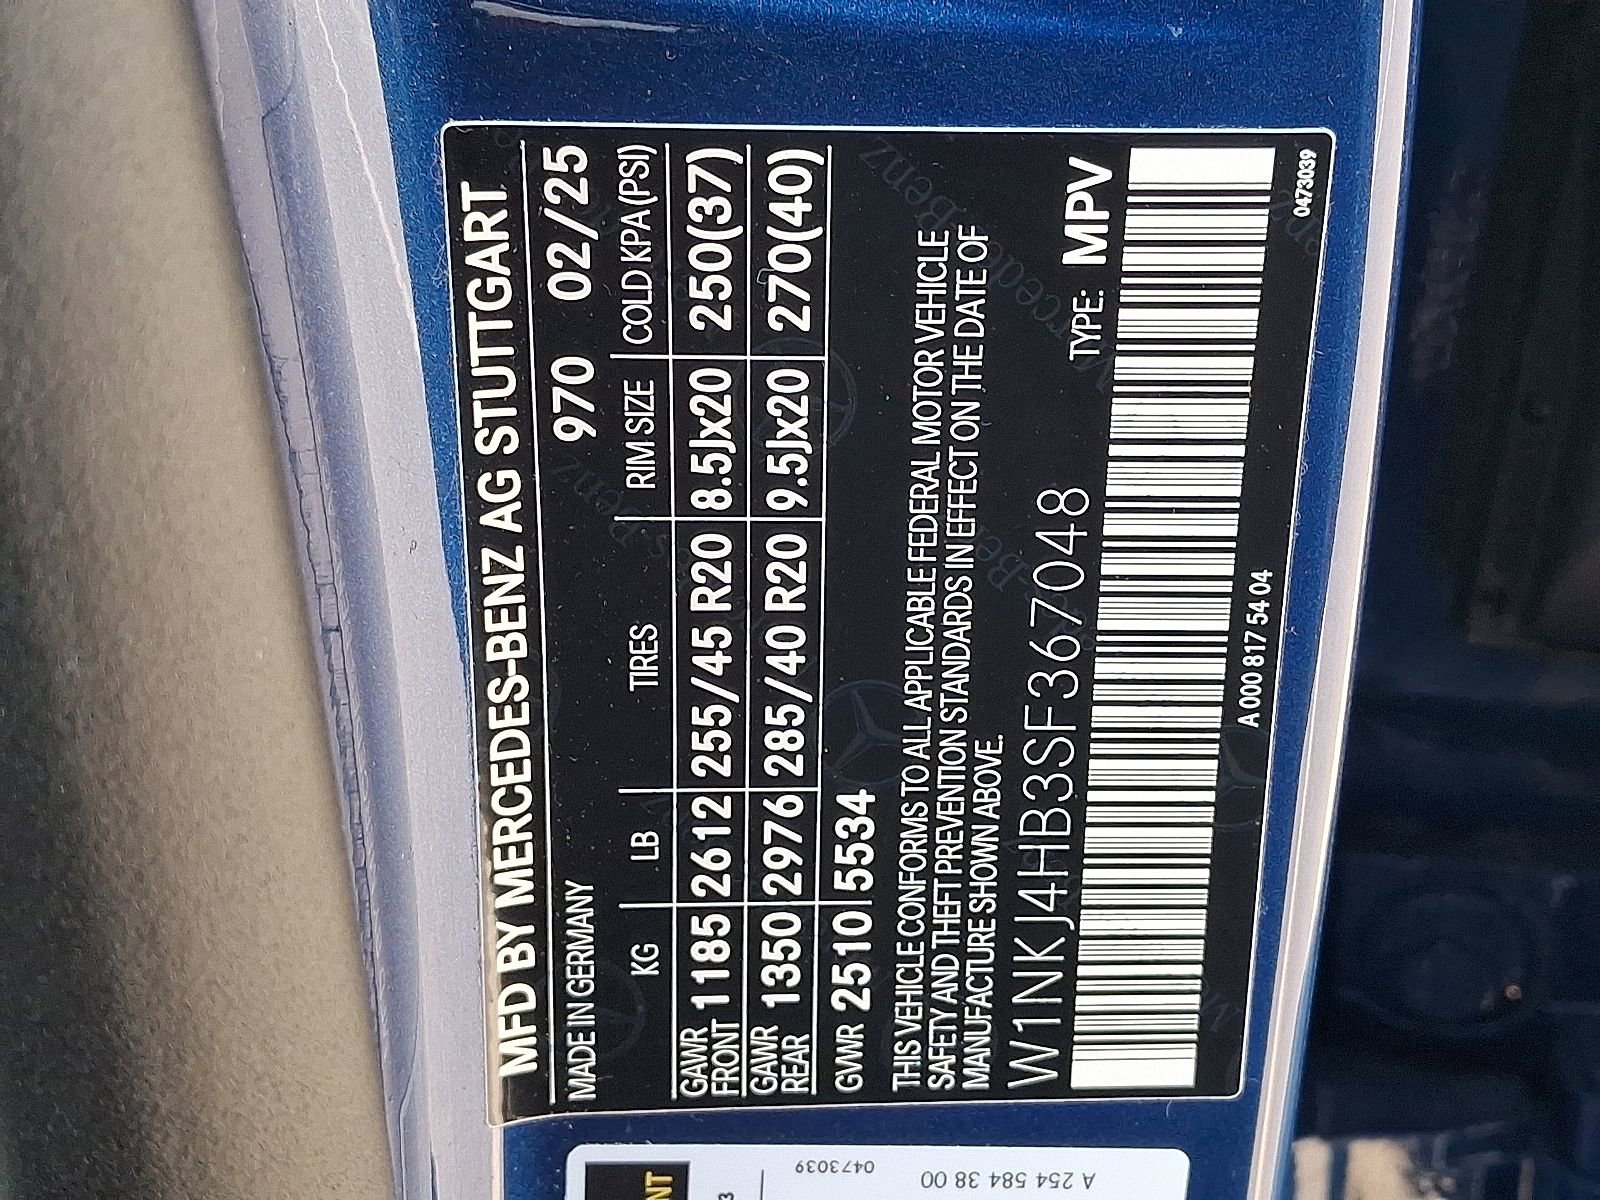 MFD BY MERCEDES-BENZ AG STUTTGART
MADE IN GERMANY 970 02/25
KG LB TIRES RIM SIZE COLD KPA(PSI)
GAWR FRONT 1185 2612 255/45 R20 8.5Jx20 250(37)
GAWR REAR 1350 2976 285/40 R20 9.5Jx20 270(40)
GVWR 2510 5534
THIS VEHICLE CONFORMS TO ALL APPLICABLE FEDERAL MOTOR VEHICLE
SAFETY AND THEFT PREVENTION STANDARDS IN EFFECT ON THE DATE OF
MANUFACTURE SHOWN ABOVE.
TYPE: MPV
W1NKJ4HB3SF367048
A 000 817 54 04
0473039
A 254 584 38 00
0473039